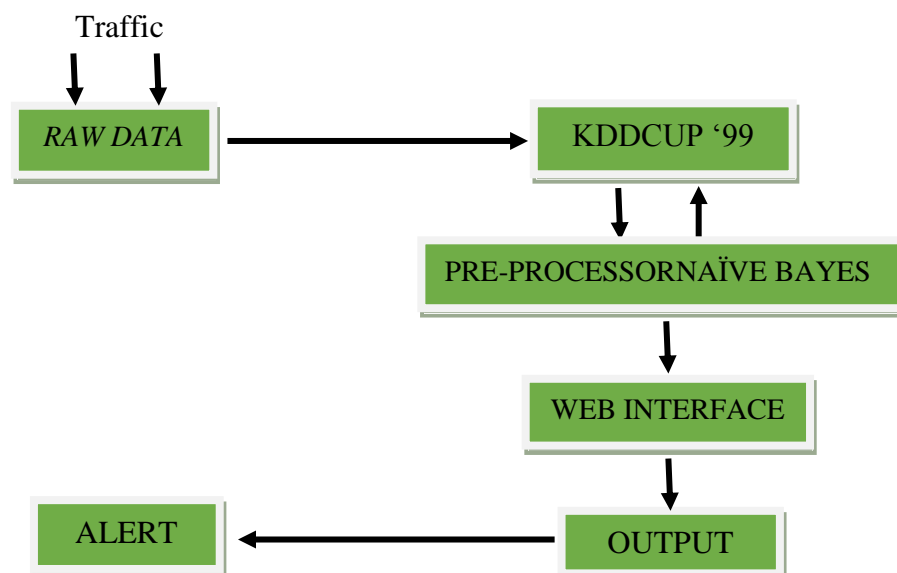 Traffic
RAW DATA
KDDCUP ‘99
PRE-PROCESSORNAÏVE BAYES
WEB INTERFACE
ALERT
OUTPUT